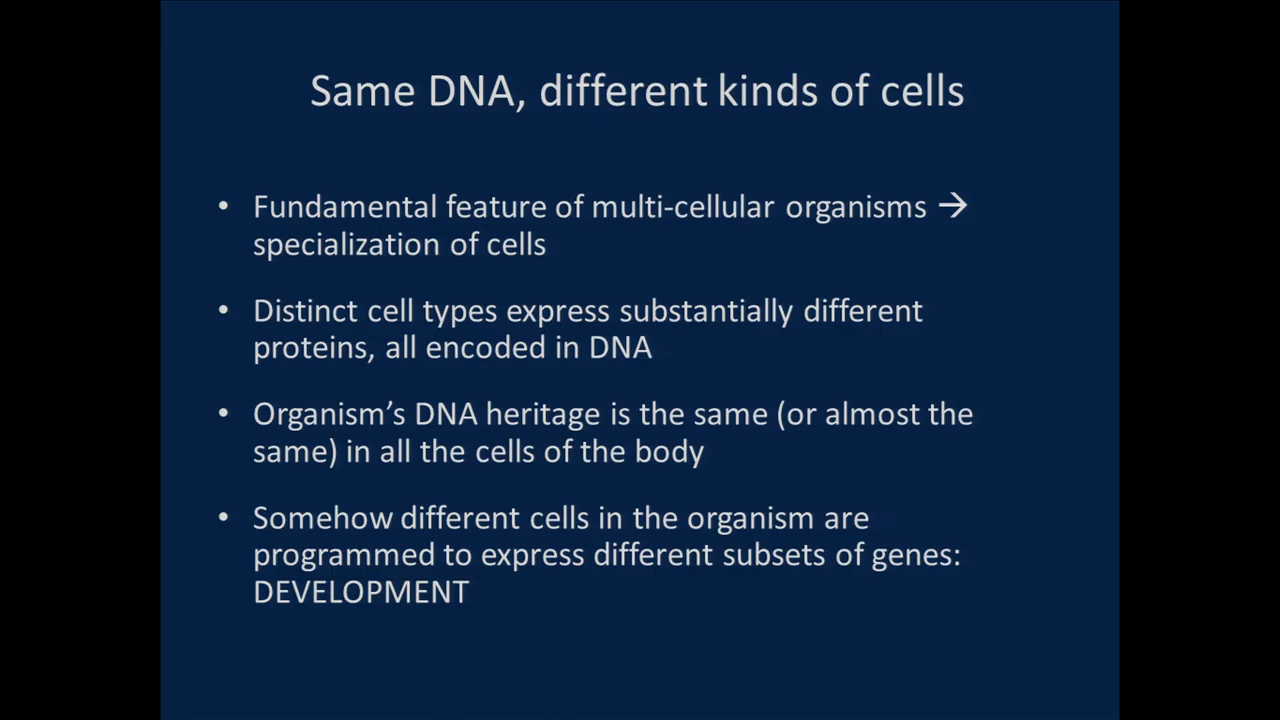 Same DNA, different kinds of cells
• Fundamental feature of multi-cellular organisms →
specialization of cells
• Distinct cell types express substantially different
proteins, all encoded in DNA
• Organism’s DNA heritage is the same (or almost the
same) in all the cells of the body
• Somehow different cells in the organism are
programmed to express different subsets of genes:
DEVELOPMENT